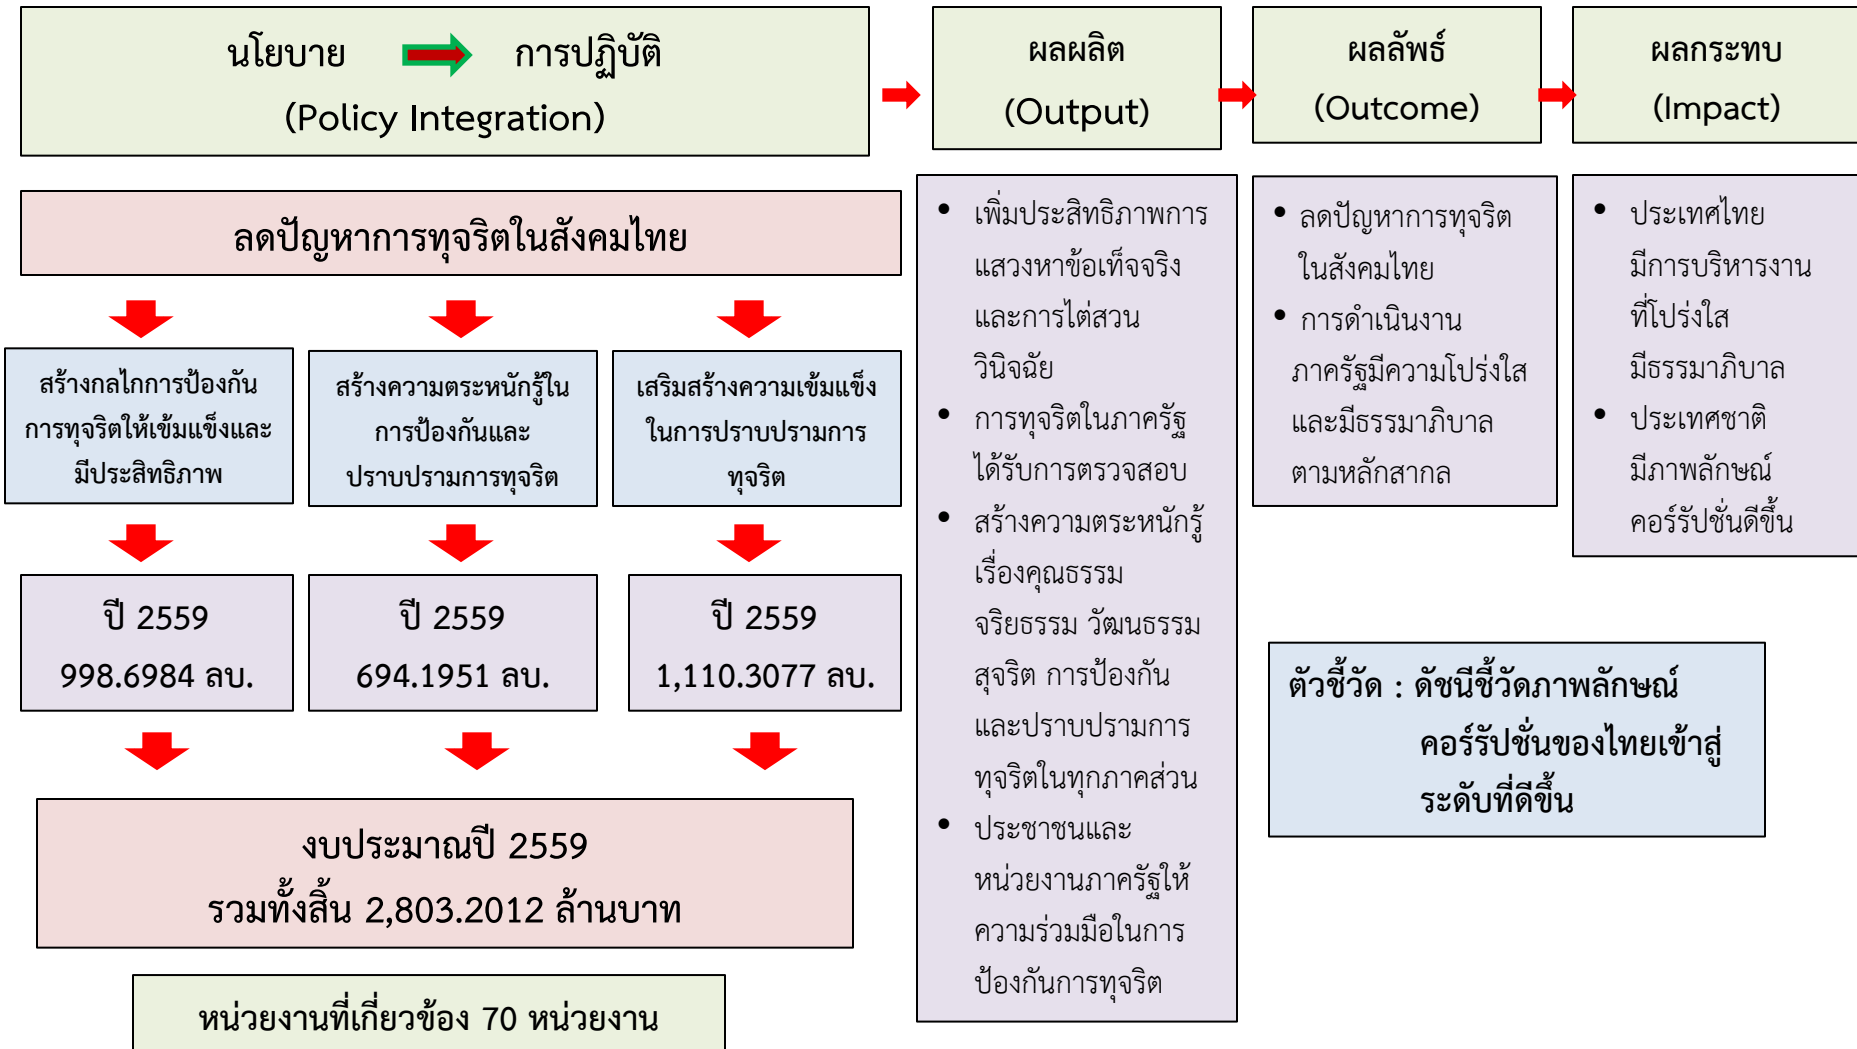 นโยบาย การปฏิบัติ
(Policy Integration)
ผลผลิต
(Output)
ผลลัพธ์
(Outcome)
ผลกระทบ
(Impact)
ลดปัญหาการทุจริตในสังคมไทย
สร้างกลไกการป้องกัน
การทุจริตให้เข้มแข็งและ
มีประสิทธิภาพ
สร้างความตระหนักรู้ใน
การป้องกันและ
ปราบปรามการทุจริต
เสริมสร้างความเข้มแข็ง
ในการปราบปรามการ
ทุจริต
ปี 2559
998.6984 ลบ.
ปี 2559
694.1951 ลบ.
ปี 2559
1,110.3077 ลบ.
งบประมาณปี 2559
รวมทั้งสิ้น 2,803.2012 ล้านบาท
หน่วยงานที่เกี่ยวข้อง 70 หน่วยงาน
• เพิ่มประสิทธิภาพการ
แสวงหาข้อเท็จจริง
และการไต่สวน
วินิจฉัย
• การทุจริตในภาครัฐ
ได้รับการตรวจสอบ
• สร้างความตระหนักรู้
เรื่องคุณธรรม
จริยธรรม วัฒนธรรม
สุจริต การป้องกัน
และปราบปรามการ
ทุจริตในทุกภาคส่วน
• ประชาชนและ
หน่วยงานภาครัฐให้
ความร่วมมือในการ
ป้องกันการทุจริต
• ลดปัญหาการทุจริต
ในสังคมไทย
• การดำเนินงาน
ภาครัฐมีความโปร่งใส
และมีธรรมาภิบาล
ตามหลักสากล
• ประเทศไทย
มีการบริหารงาน
ที่โปร่งใส
มีธรรมาภิบาล
• ประเทศชาติ
มีภาพลักษณ์
คอร์รัปชั่นดีขึ้น
ตัวชี้วัด : ดัชนีชี้วัดภาพลักษณ์
คอร์รัปชั่นของไทยเข้าสู่
ระดับที่ดีขึ้น